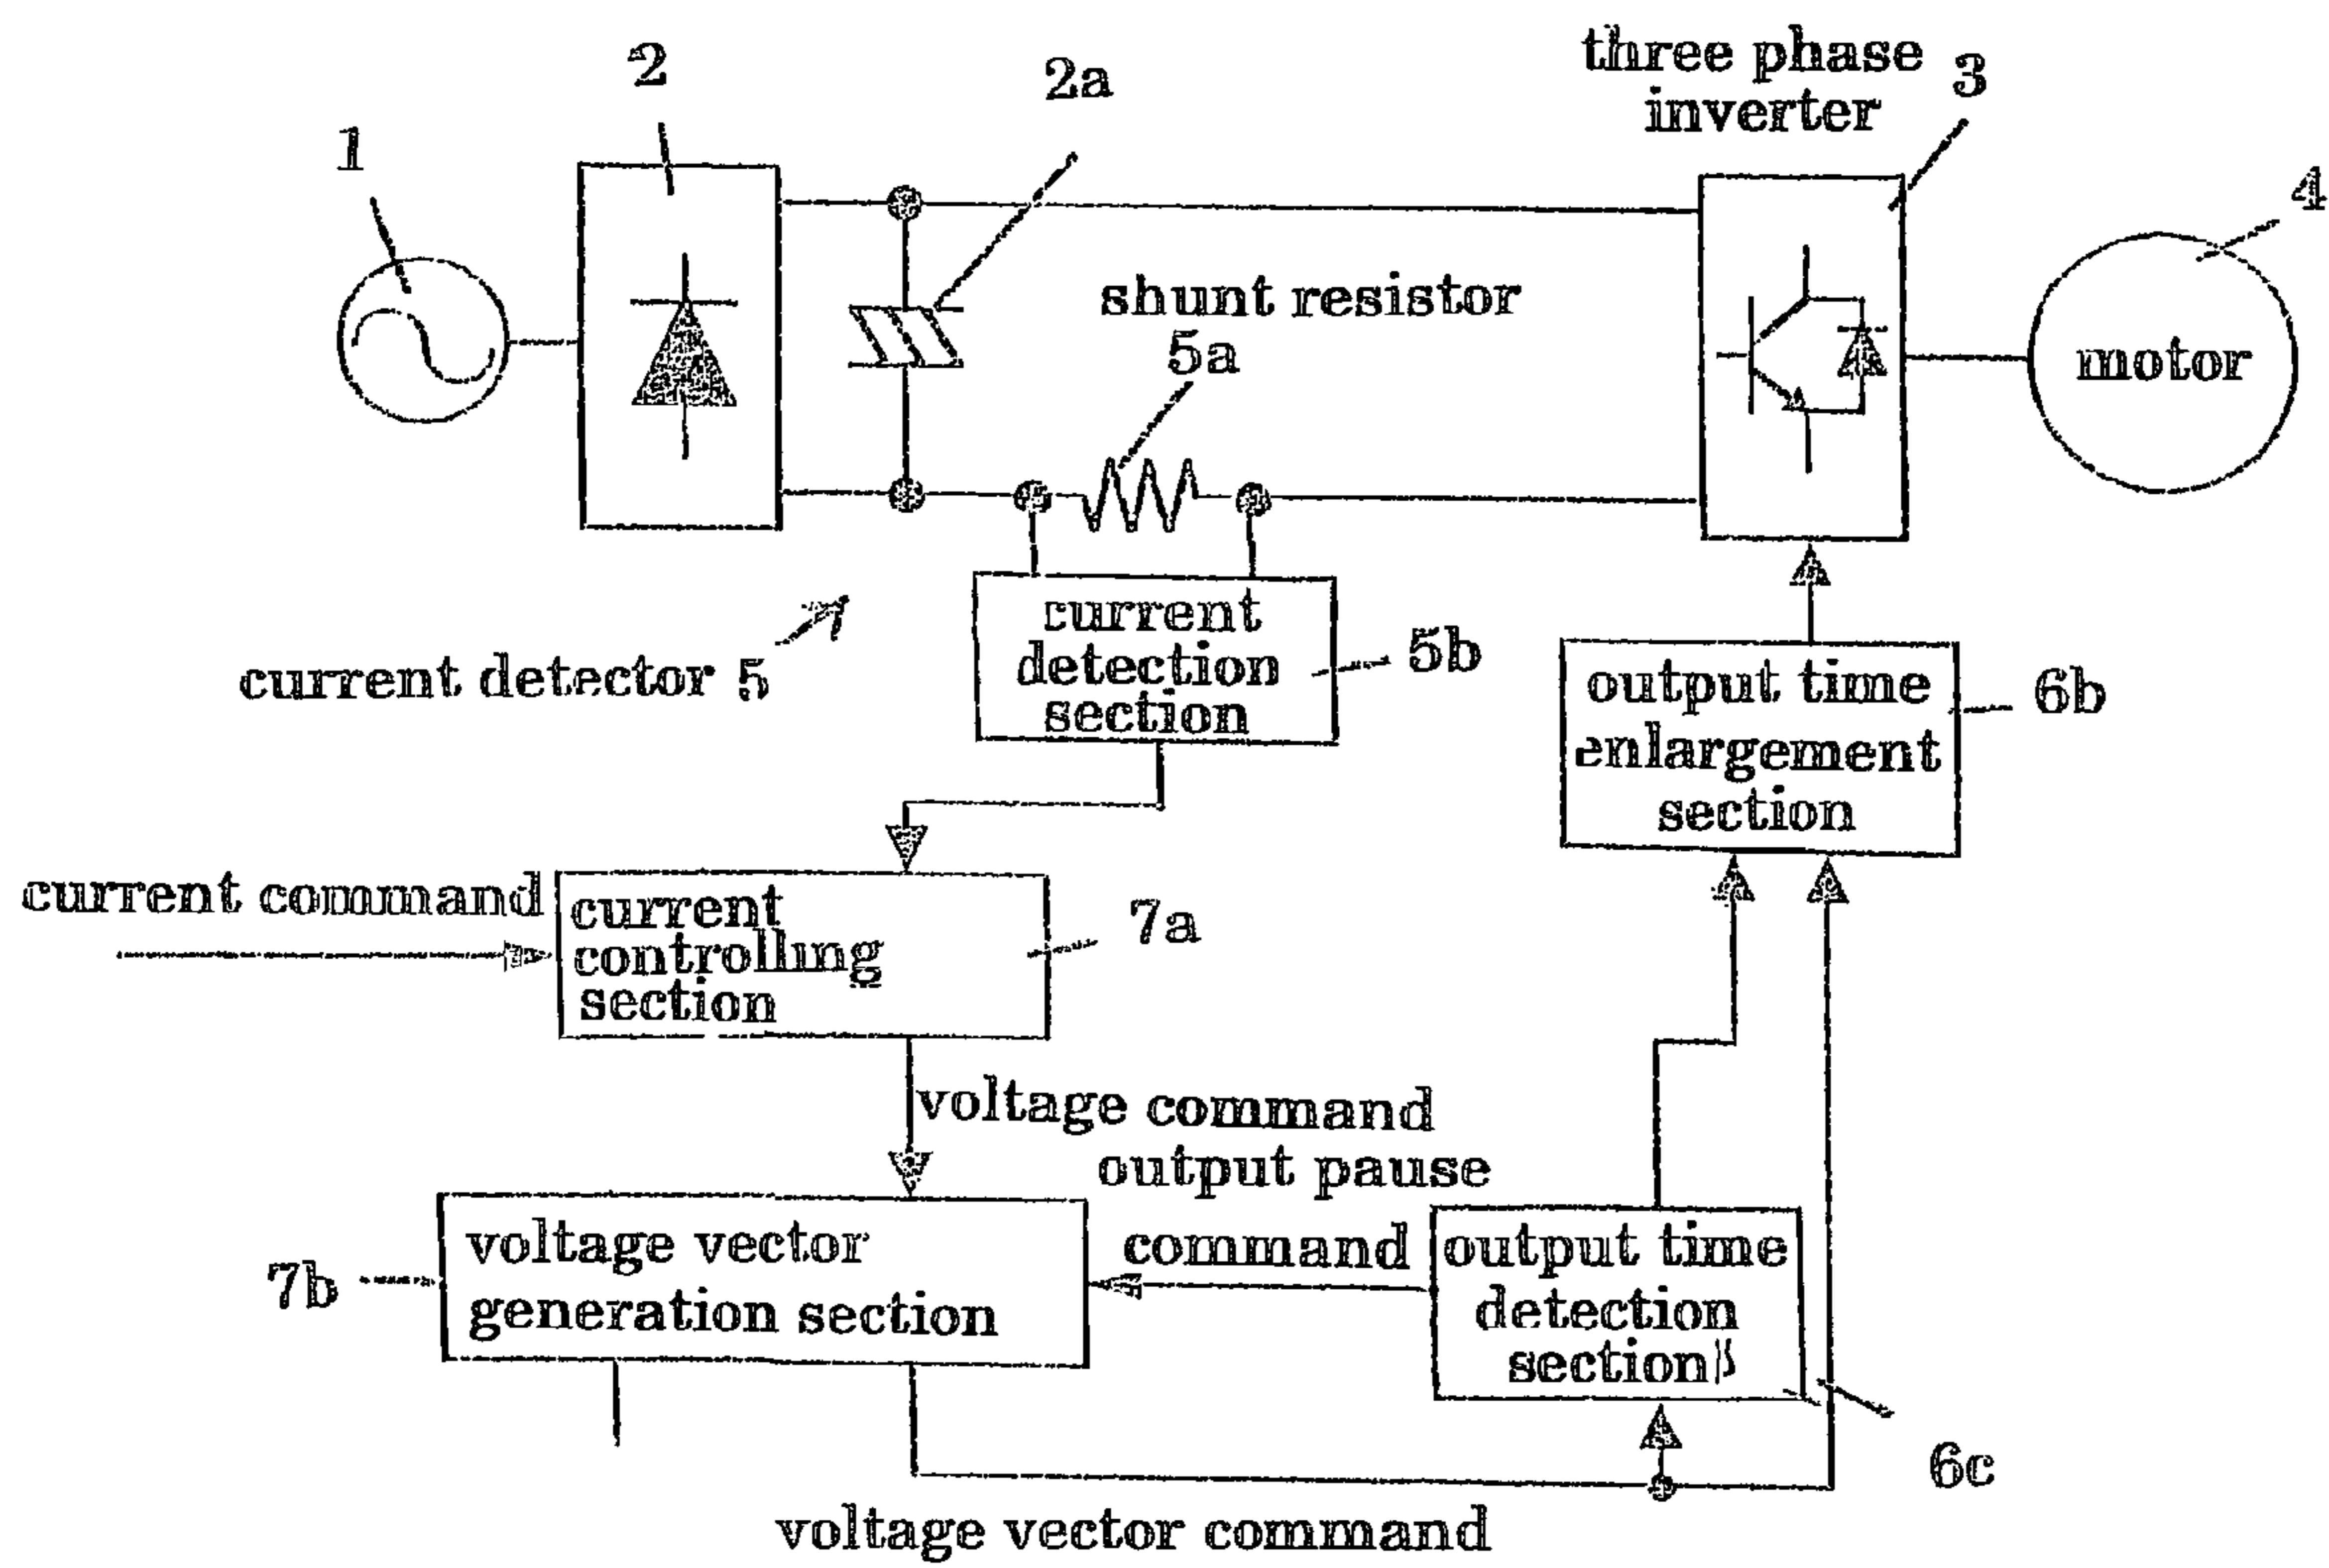 1
2
2a
three phase
inverter
3
4
shunt resistor
5a
motor
current detector 5
current
detection
section
5b
output time
enlargement
section
6b
current command
current
controlling
section
7a
voltage command
output pause
command
7b
voltage vector
generation section
output time
detection
section β
6c
voltage vector command